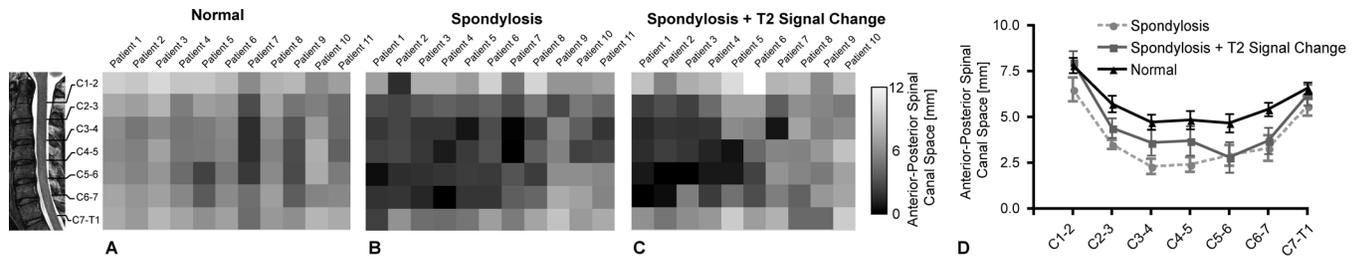 Normal
Patient 1
Patient 2
Patient 3
Patient 4
Patient 5
Patient 6
Patient 7
Patient 8
Patient 9
Patient 10
Patient 11
C1-2
C2-3
C3-4
C4-5
C5-6
C6-7
C7-T1
A
Spondylosis
Patient 1
Patient 2
Patient 3
Patient 4
Patient 5
Patient 6
Patient 7
Patient 8
Patient 9
Patient 10
Patient 11
B
Spondylosis + T2 Signal Change
Patient 1
Patient 2
Patient 3
Patient 4
Patient 5
Patient 6
Patient 7
Patient 8
Patient 9
Patient 10
C
12
6
0
Anterior-Posterior Spinal
Canal Space [mm]
D
Anterior-Posterior Spinal
Canal Space [mm]
10.0
7.5
5.0
2.5
0.0
Spondylosis
Spondylosis + T2 Signal Change
Normal
C1-2
C2-3
C3-4
C4-5
C5-6
C6-7
C7-T1